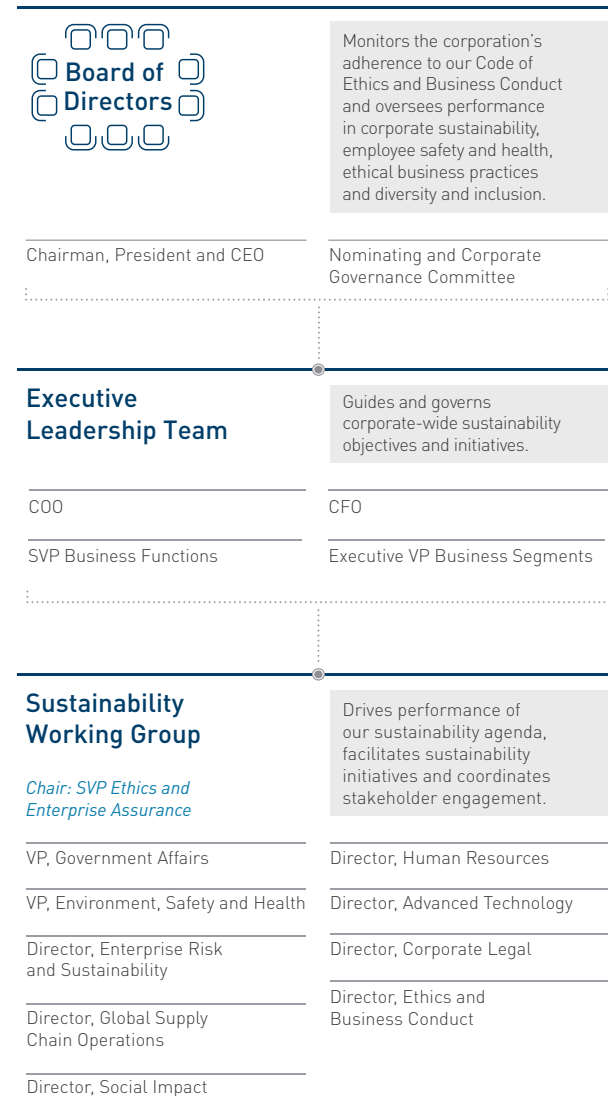 Board of
Directors
Monitors the corporation’s
adherence to our Code of
Ethics and Business Conduct
and oversees performance
in corporate sustainability,
employee safety and health,
ethical business practices
and diversity and inclusion.
Chairman, President and CEO
Nominating and Corporate
Governance Committee
Executive
Leadership Team
Guides and governs
corporate-wide sustainability
objectives and initiatives.
COO
CFO
SVP Business Functions
Executive VP Business Segments
Sustainability
Working Group
Chair: SVP Ethics and
Enterprise Assurance
Drives performance of
our sustainability agenda,
facilitates sustainability
initiatives and coordinates
stakeholder engagement.
VP, Government Affairs
VP, Environment, Safety and Health
Director, Enterprise Risk
and Sustainability
Director, Global Supply
Chain Operations
Director, Social Impact
Director, Human Resources
Director, Advanced Technology
Director, Corporate Legal
Director, Ethics and
Business Conduct